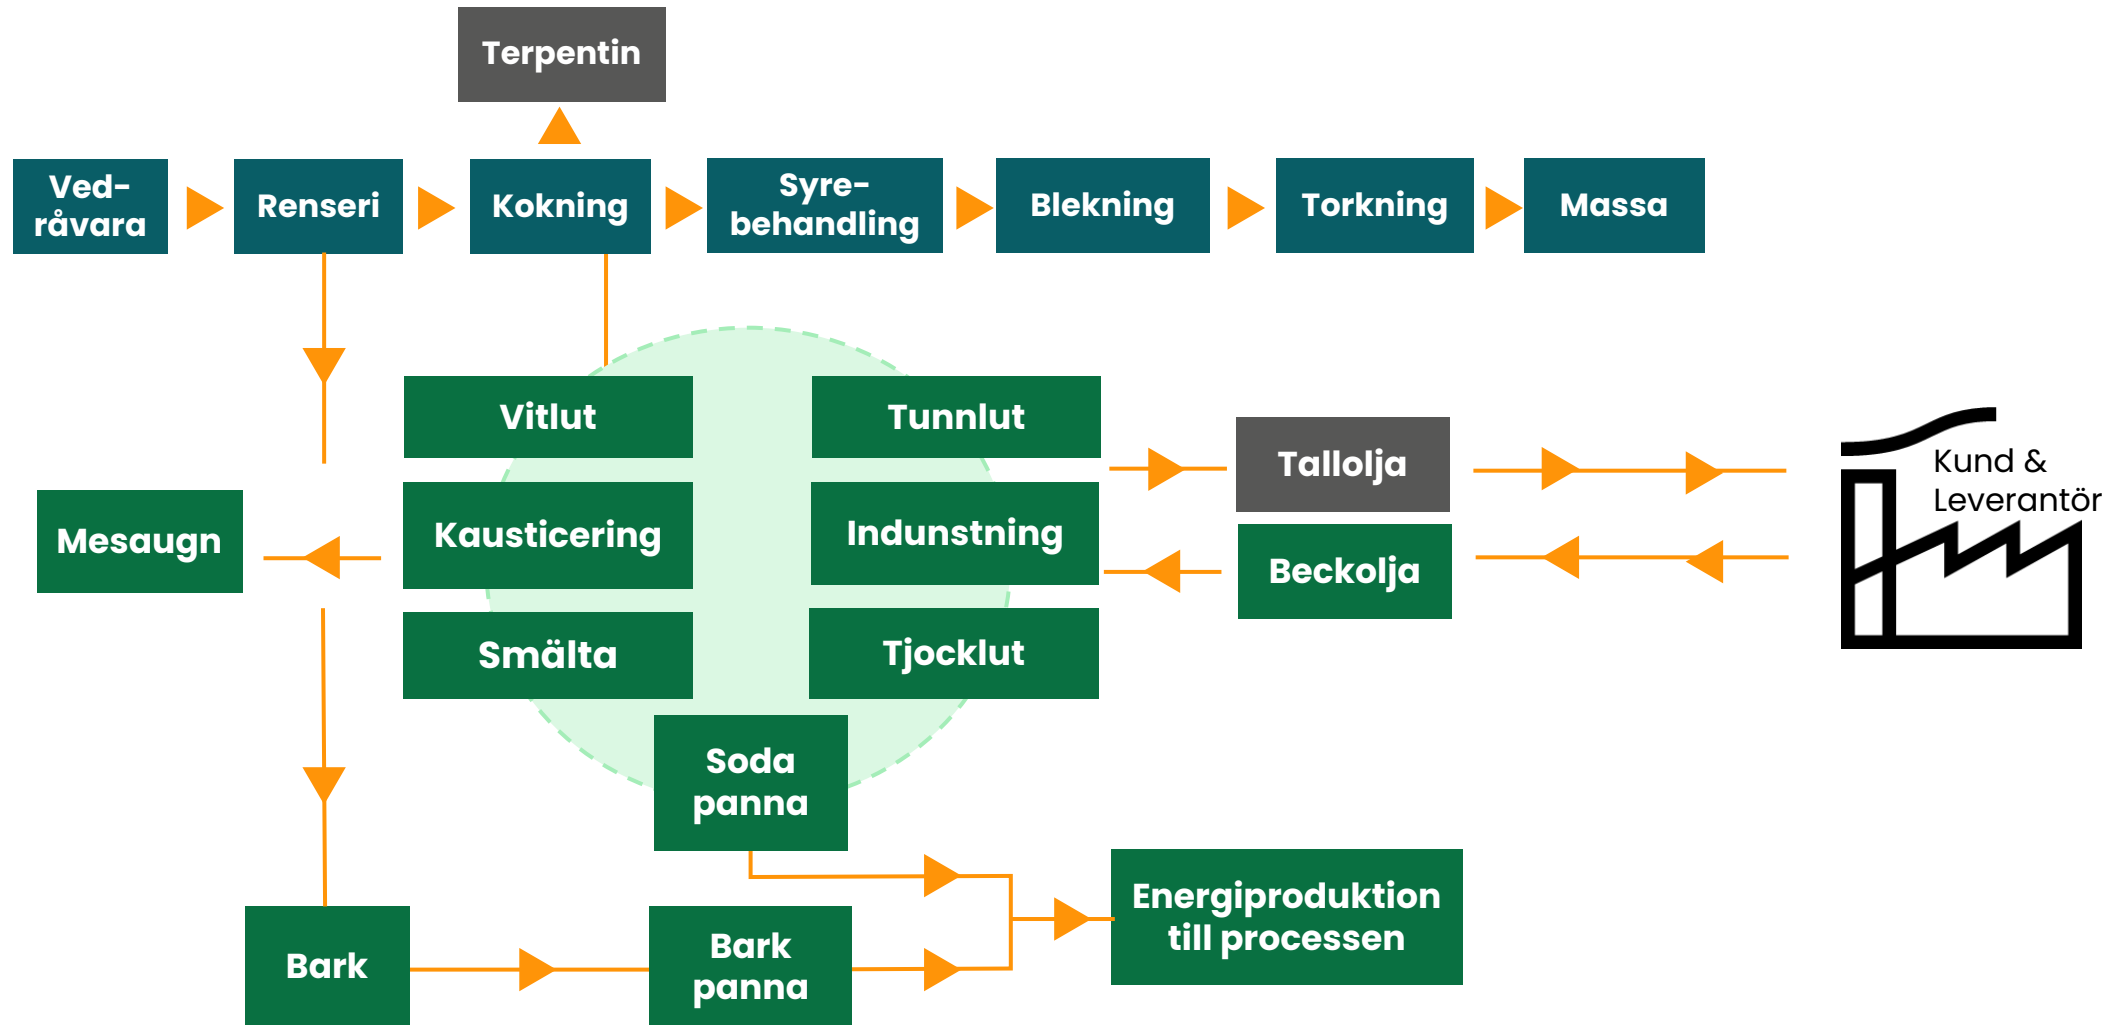 Terpentin
Ved-
råvara
Renseri
Kokning
Syre-
behandling
Blekning
Torkning
Massa
Vitlut
Tunnlut
Tallolja
Kund &
Leverantör
Mesaugn
Kausticering
Indunstning
Beckolja
Smälta
Tjocklut
Soda
panna
Energiproduktion
till processen
Bark
Bark
panna